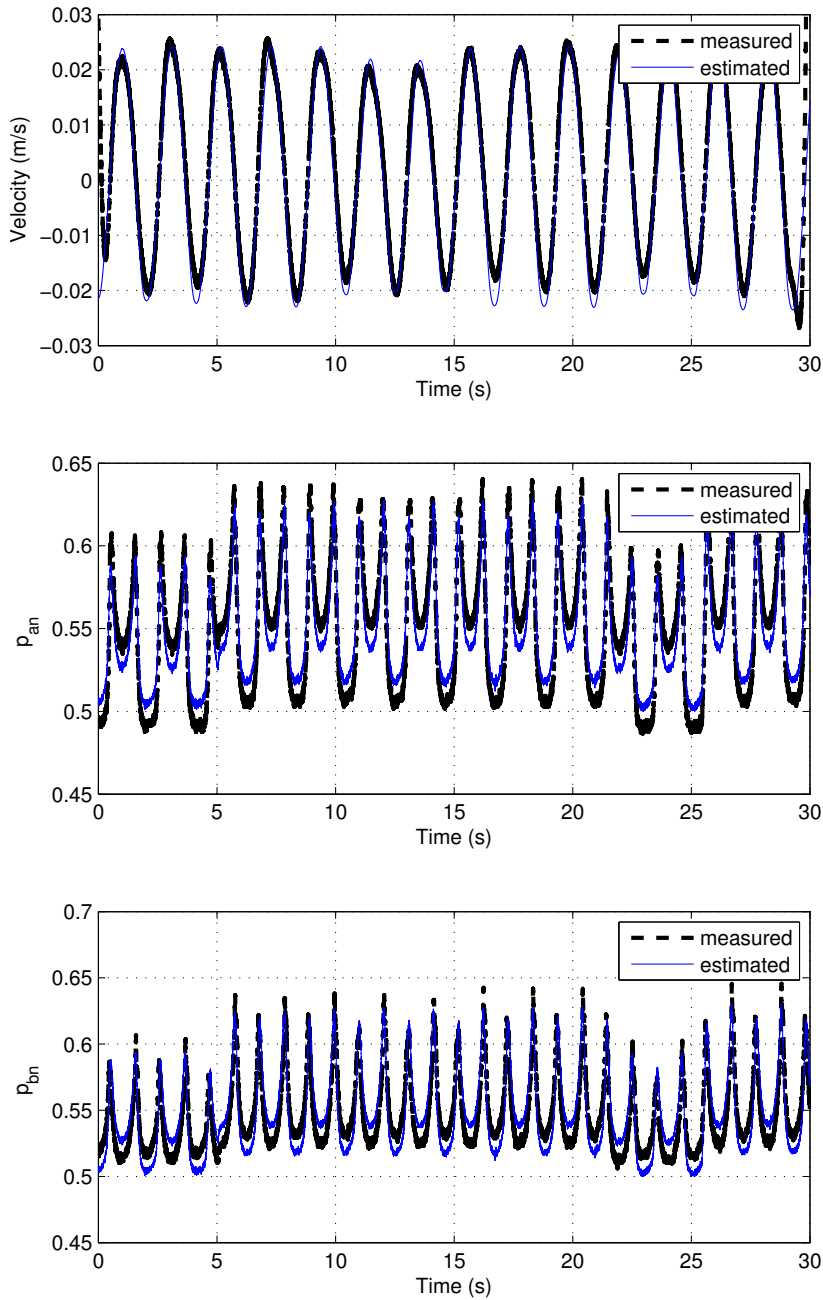 0.03
0.02
0.01
0
−0.01
−0.02
−0.03
Velocity (m/s)
measured
estimated
0 5 10 15 20 25 30
Time (s)
0.65
0.6
0.55
0.5
0.45
p_an
measured
estimated
0 5 10 15 20 25 30
Time (s)
0.7
0.65
0.6
0.55
0.5
0.45
p_bn
measured
estimated
0 5 10 15 20 25 30
Time (s)